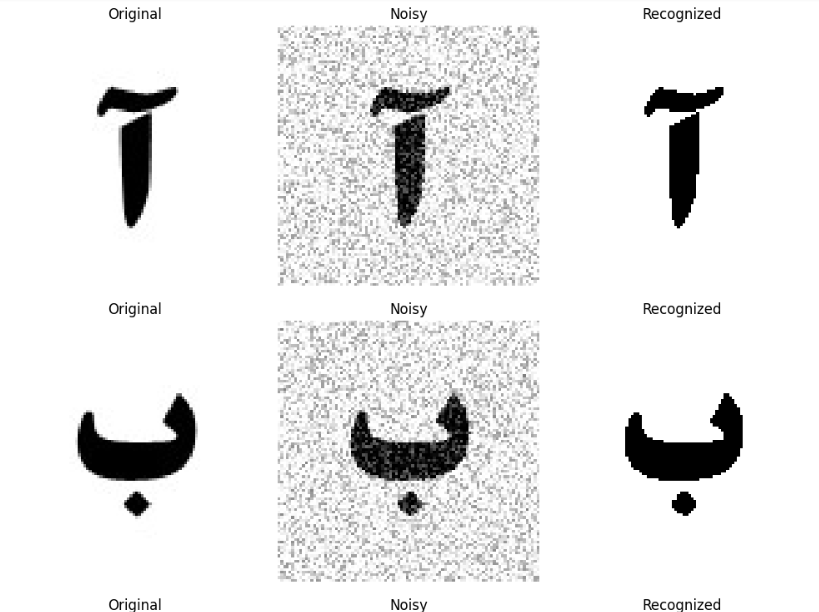 Original Noisy Recognized
آ آ آ
Original Noisy Recognized
ب ب ب
Original Noisy Recognized